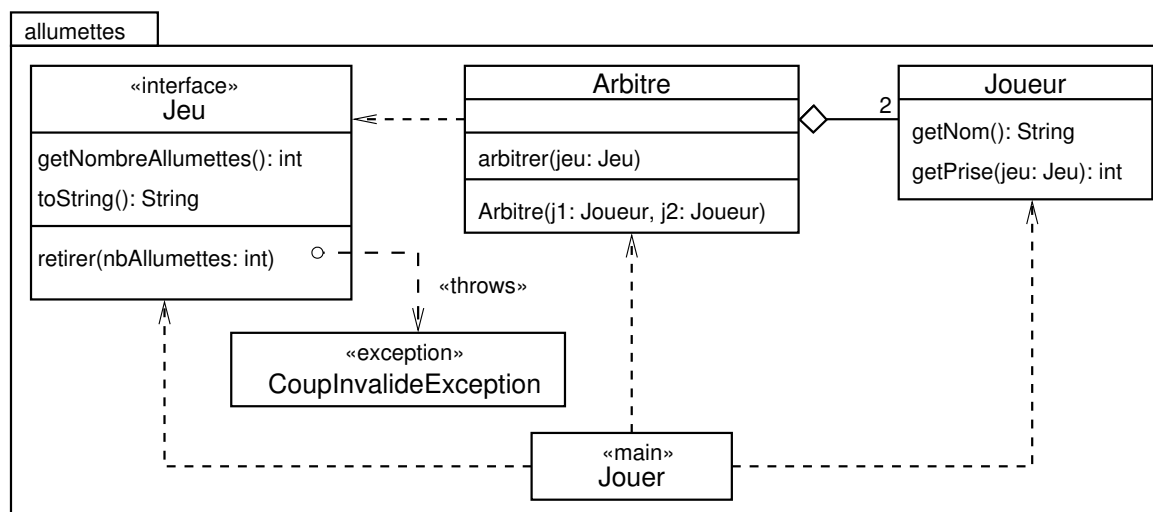 allumettes
«interface»
Jeu
getNombreAllumettes(): int
toString(): String
retirer(nbAllumettes: int)
Arbitre
arbitrer(jeu: Jeu)
Arbitre(j1: Joueur, j2: Joueur)
2
Joueur
getNom(): String
getPrise(jeu: Jeu): int
«throws»
«exception»
CoupInvalideException
«main»
Jouer